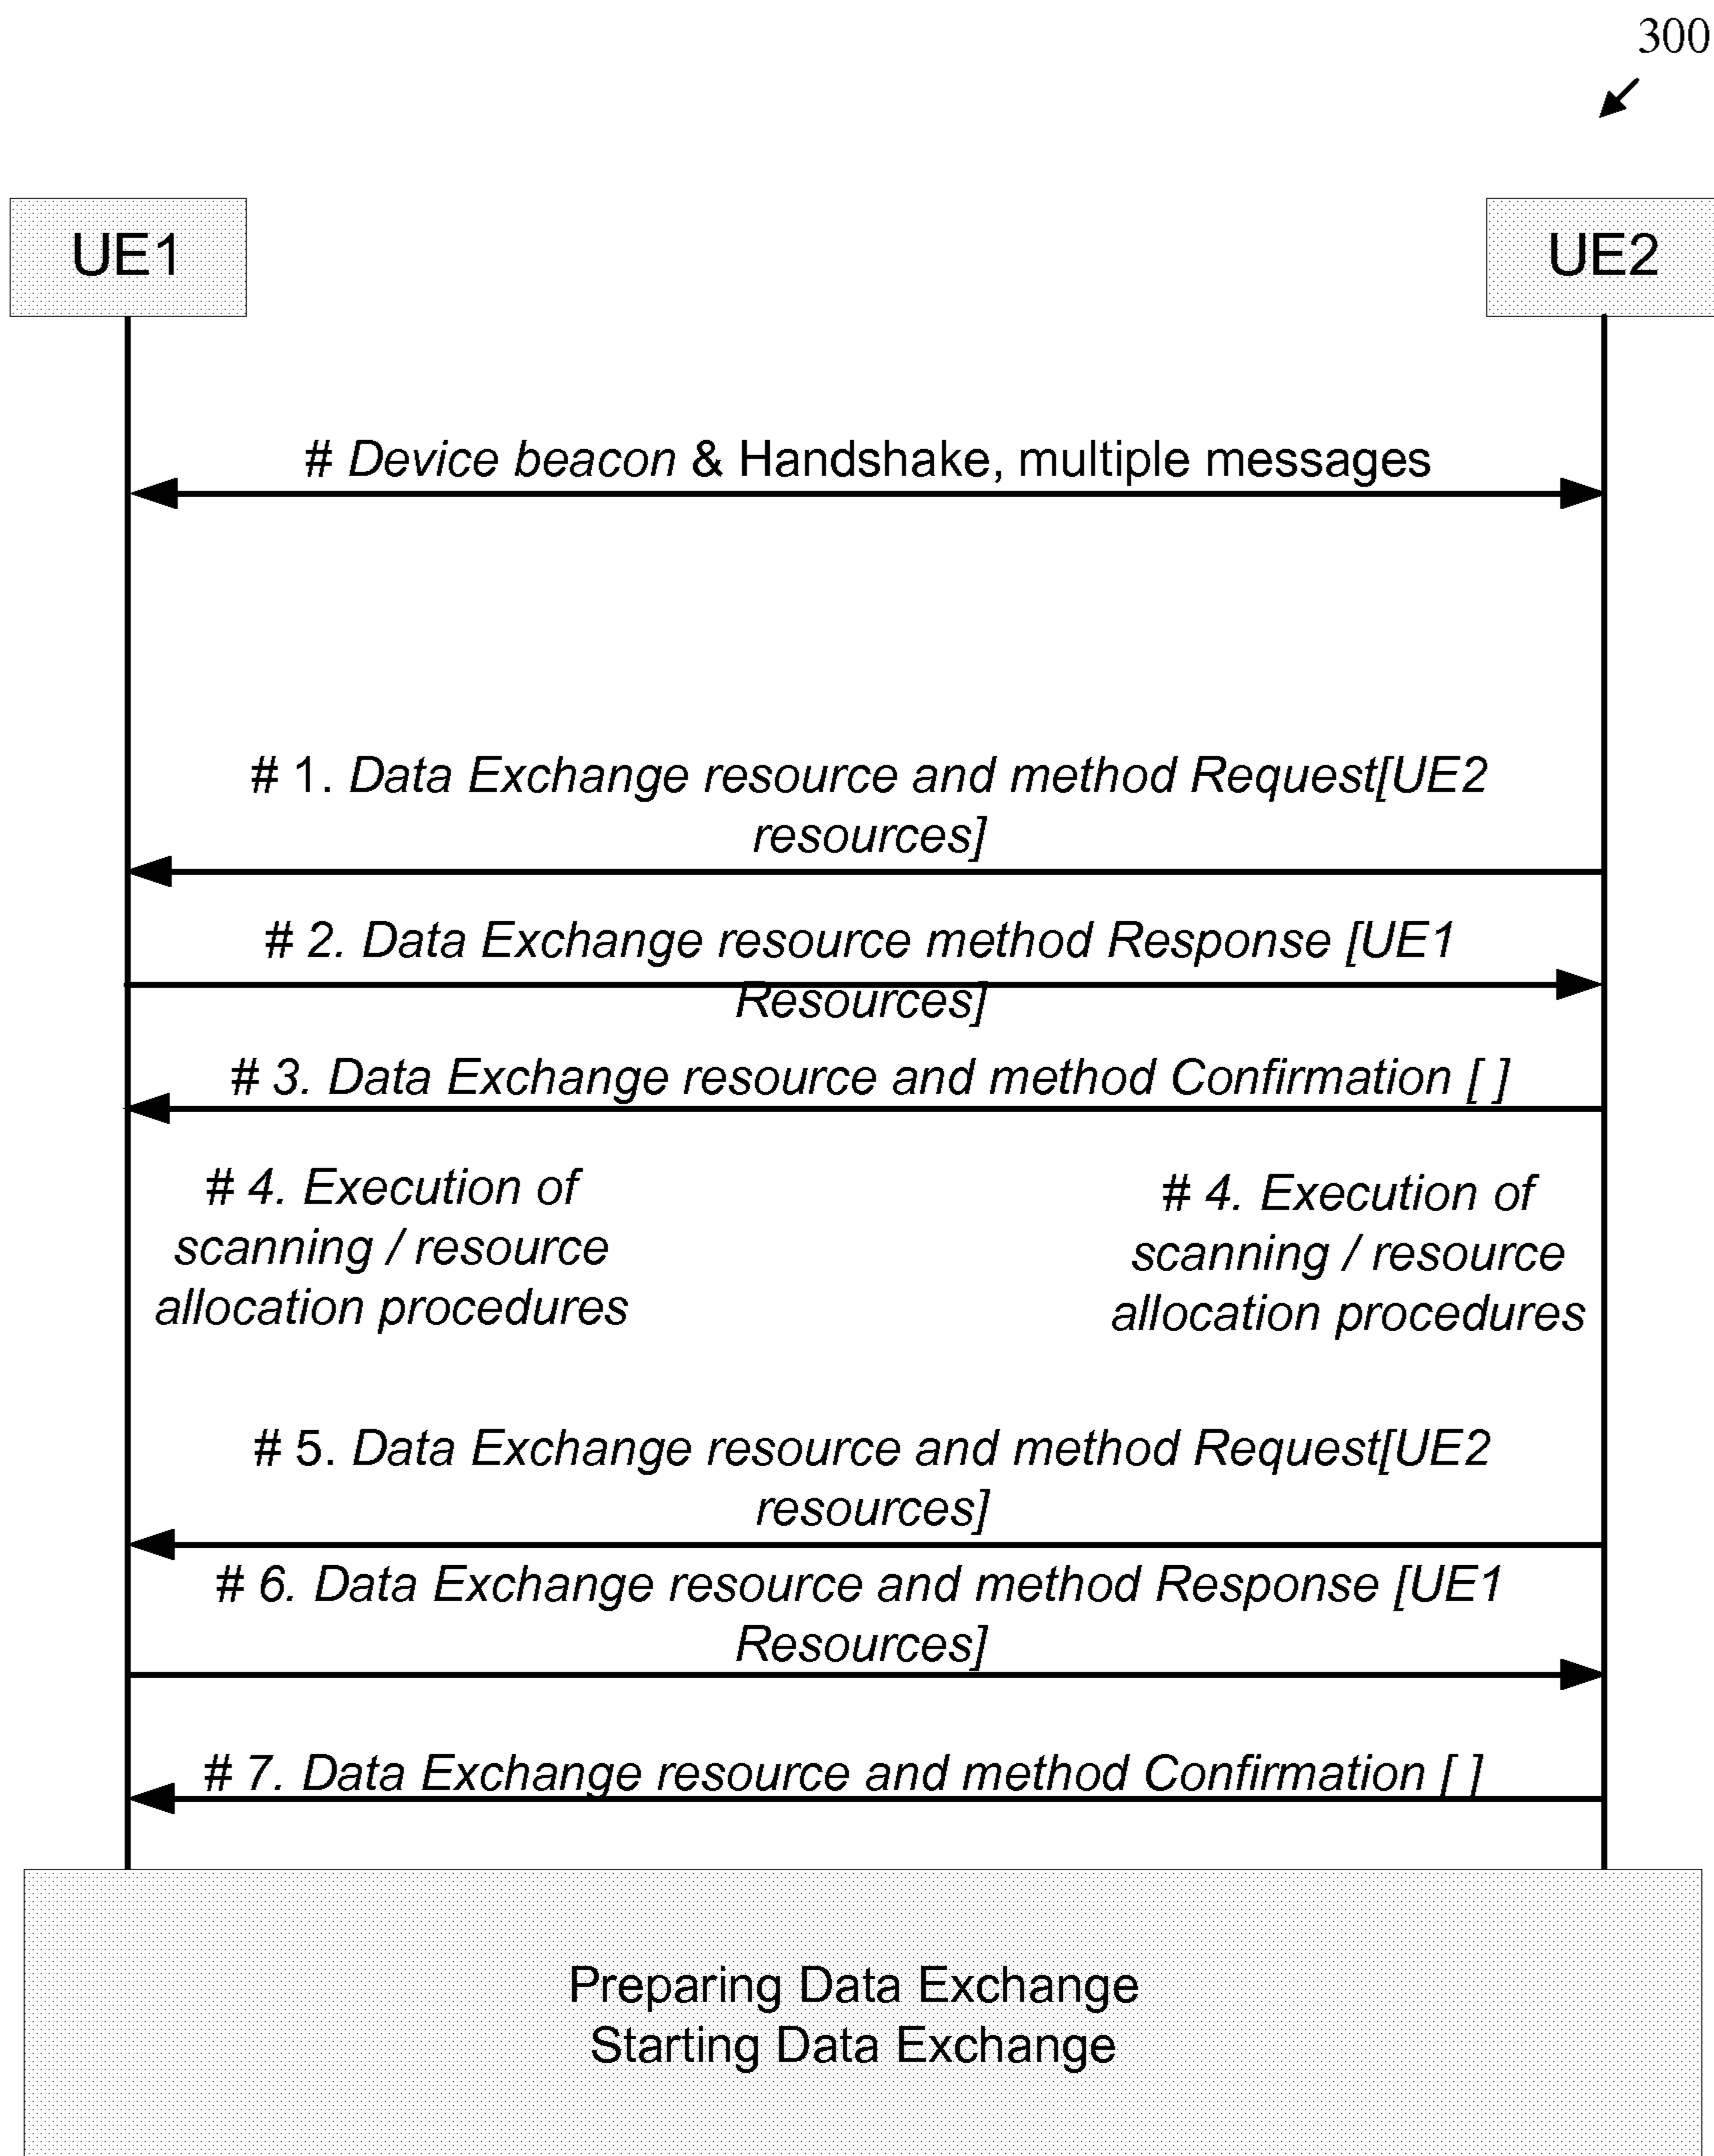 300
UE1
UE2
# Device beacon & Handshake, multiple messages
# 1. Data Exchange resource and method Request[UE2
resources]
# 2. Data Exchange resource method Response [UE1
Resources]
# 3. Data Exchange resource and method Confirmation [ ]
# 4. Execution of
scanning / resource
allocation procedures
# 4. Execution of
scanning / resource
allocation procedures
# 5. Data Exchange resource and method Request[UE2
resources]
# 6. Data Exchange resource and method Response [UE1
Resources]
# 7. Data Exchange resource and method Confirmation [ ]
Preparing Data Exchange
Starting Data Exchange